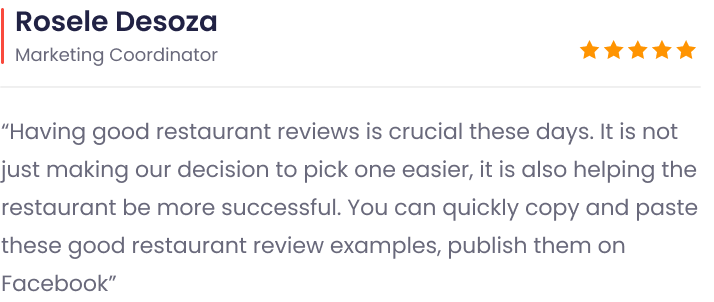 Rosele Desoza
Marketing Coordinator
“Having good restaurant reviews is crucial these days. It is not
just making our decision to pick one easier, it is also helping the
restaurant be more successful. You can quickly copy and paste
these good restaurant review examples, publish them on
Facebook”